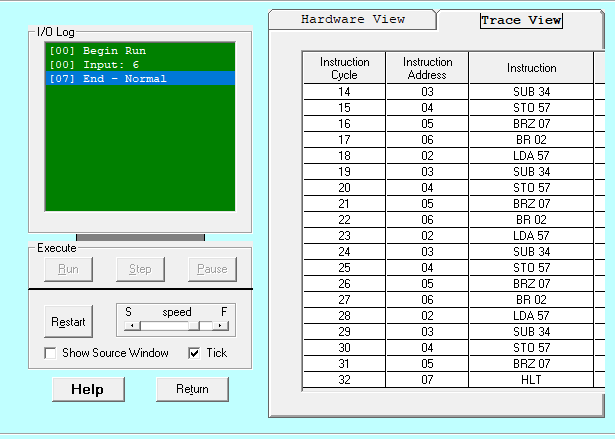 Hardware View
Trace View
I/O Log
[00] Begin Run
[00] Input: 6
[07] End - Normal
Execute
Run Step Pause
Restart
S speed F
Show Source Window Tick
Help Return
Instruction Cycle Instruction Address Instruction
14 03 SUB 34
15 04 STO 57
16 05 BRZ 07
17 06 BR 02
18 02 LDA 57
19 03 SUB 34
20 04 STO 57
21 05 BRZ 07
22 06 BR 02
23 02 LDA 57
24 03 SUB 34
25 04 STO 57
26 05 BRZ 07
27 06 BR 02
28 02 LDA 57
29 03 SUB 34
30 04 STO 57
31 05 BRZ 07
32 07 HLT